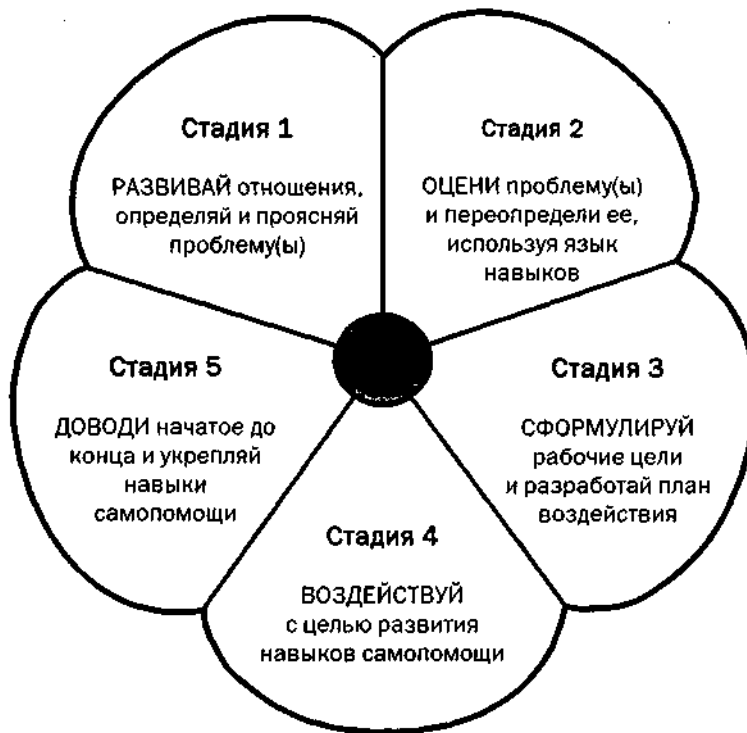 Стадия 1
РАЗВИВАЙ отношения,
определяй и проясняй
проблему(ы)
Стадия 2
ОЦЕНИ проблему(ы)
и переопредели ее,
используя язык
навыков
Стадия 3
СФОРМУЛИРУЙ
рабочие цели
и разработай план
воздействия
Стадия 4
ВОЗДЕЙСТВУЙ
с целью развития
навыков самопомощи
Стадия 5
ДОВОДИ начатое до
конца и укрепляй
навыки
самопомощи